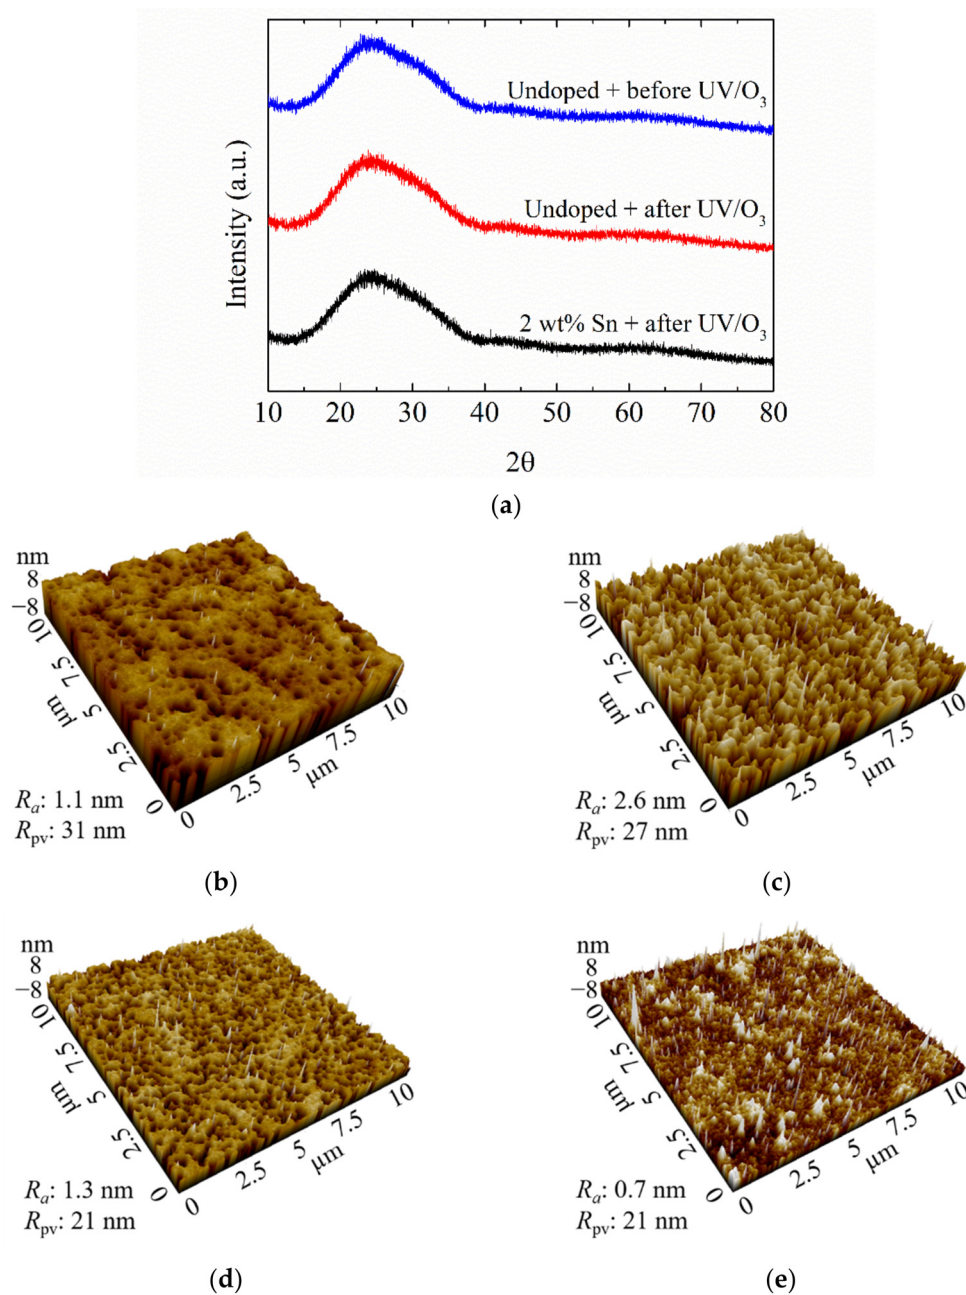 Intensity (a.u.)
Undoped + before UV/O3
Undoped + after UV/O3
2 wt% Sn + after UV/O3
10 20 30 40 50 60 70 80
2θ
(a)
nm
8
−8
10
7.5
5
μm
2.5
0
0
2.5
5
μm
7.5
10
Ra: 1.1 nm
Rpv: 31 nm
(b)
nm
8
−8
10
7.5
5
μm
2.5
0
0
2.5
5
μm
7.5
10
Ra: 2.6 nm
Rpv: 27 nm
(c)
nm
8
−8
10
7.5
5
μm
2.5
0
0
2.5
5
μm
7.5
10
Ra: 1.3 nm
Rpv: 21 nm
(d)
nm
8
−8
10
7.5
5
μm
2.5
0
0
2.5
5
μm
7.5
10
Ra: 0.7 nm
Rpv: 21 nm
(e)